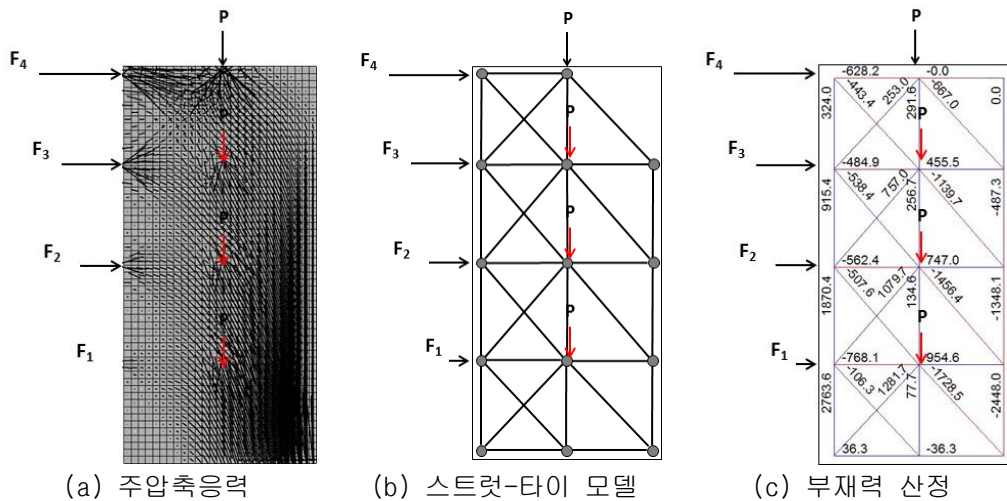 P
F4
P
F3
P
F2
P
F1
(a) 주압축응력
P
F4
P
F3
P
F2
P
F1
(b) 스트럿-타이 모델
P
F4
-628.2 -0.0
324.0 -443.4 253.0 291.6 -667.0 0.0
P
F3
-484.9 455.5
915.4 -538.4 757.0 256.7 -1139.7 -487.3
P
F2
-562.4 747.0
1870.4 -507.6 1079.7 134.6 -1456.4 -1348.1
P
F1
-768.1 954.6
2763.6 -106.3 1281.7 77.1 -1728.5 -2448.0
36.3 -36.3
(c) 부재력 산정